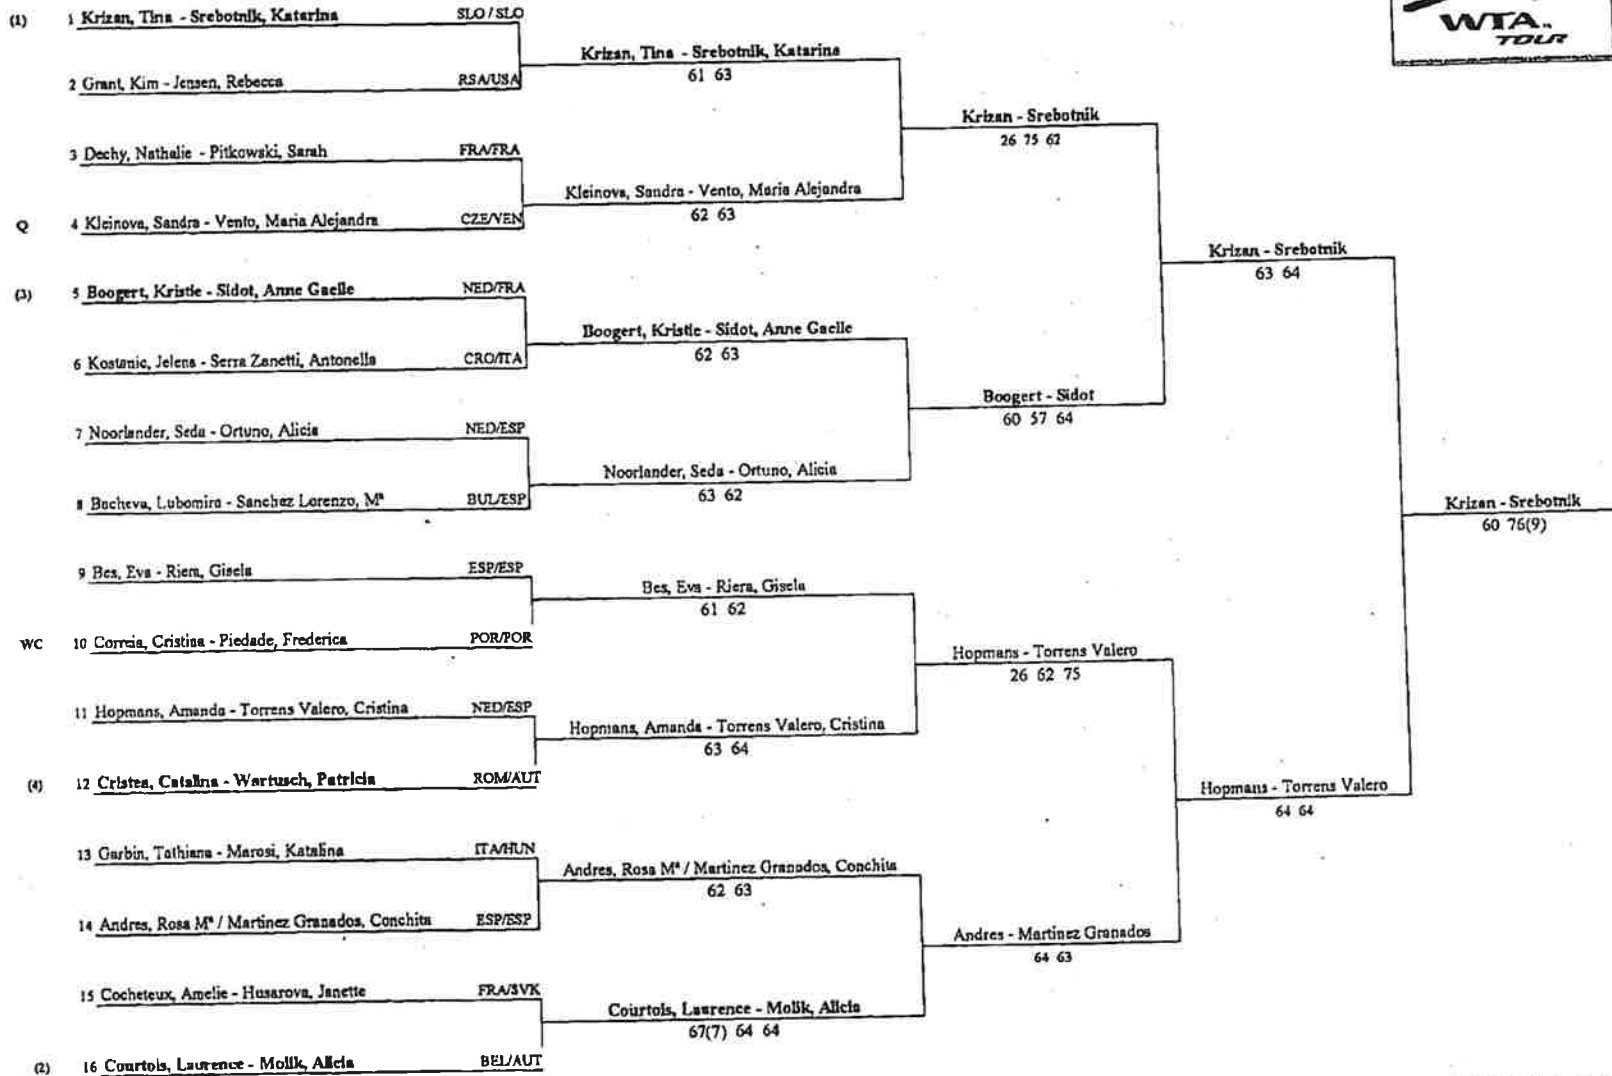 WTA
TOUR
(1) 1 Krizan, Tina - Srebotnik, Katarina SLO / SLO
Krizan, Tina - Srebotnik, Katarina
61 63
2 Grant, Kim - Jensen, Rebecca RSA/USA
Krizan - Srebotnik
26 75 62
3 Dechy, Nathalie - Pitkowski, Sarah FRA/FRA
Kleinova, Sandra - Vento, Maria Alejandra
62 63
Q 4 Kleinova, Sandra - Vento, Maria Alejandra CZE/VEN
Krizan - Srebotnik
63 64
(3) 5 Boogert, Kristie - Sidot, Anne Gaelle NED/FRA
Boogert, Kristie - Sidot, Anne Gaelle
62 63
6 Kostanic, Jelena - Serra Zanetti, Antonella CRO/ITA
Boogert - Sidot
60 57 64
7 Noorlander, Seda - Ortuno, Alicia NED/ESP
Noorlander, Seda - Ortuno, Alicia
63 62
8 Bacheva, Lubomira - Sanchez Lorenzo, Mª BUL/ESP
Krizan - Srebotnik
60 76(9)
9 Bes, Eva - Riera, Gisela ESP/ESP
Bes, Eva - Riera, Gisela
61 62
WC 10 Correia, Cristina - Piedade, Frederica POR/POR
Hopmans - Torrens Valero
26 62 75
11 Hopmans, Amanda - Torrens Valero, Cristina NED/ESP
Hopmans, Amanda - Torrens Valero, Cristina
63 64
(4) 12 Cristea, Catalina - Wartusch, Patricia ROM/AUT
Hopmans - Torrens Valero
64 64
13 Garbin, Tathiana - Marosi, Katalina ITA/HUN
Andres, Rosa Mª / Martinez Granados, Conchita
62 63
14 Andres, Rosa Mª / Martinez Granados, Conchita ESP/ESP
Andres - Martinez Granados
64 63
15 Cocheteux, Amelie - Husarova, Janette FRA/SVK
Courtois, Laurence - Molik, Alicia
67(7) 64 64
(2) 16 Courtois, Laurence - Molik, Alicia BEL/AUT